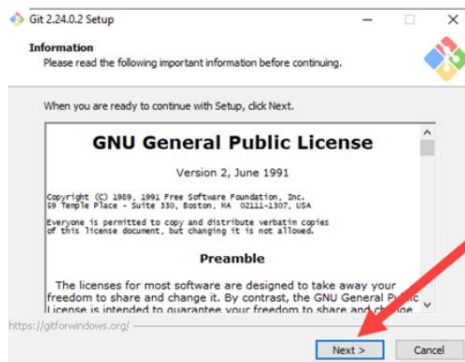 Git 2.24.0.2 Setup
Information
Please read the following important information before continuing.
When you are ready to continue with Setup, click Next.
GNU General Public License
Version 2, June 1991
Copyright (C) 1989, 1991 Free Software Foundation, Inc.
59 Temple Place - Suite 330, Boston, MA 02111-1307, USA
Everyone is permitted to copy and distribute verbatim copies
of this license document, but changing it is not allowed.
Preamble
The licenses for most software are designed to take away your
freedom to share and change it. By contrast, the GNU General
License is intended to guarantee your freedom to share and change
https://gitforwindows.org/
Next >
Cancel